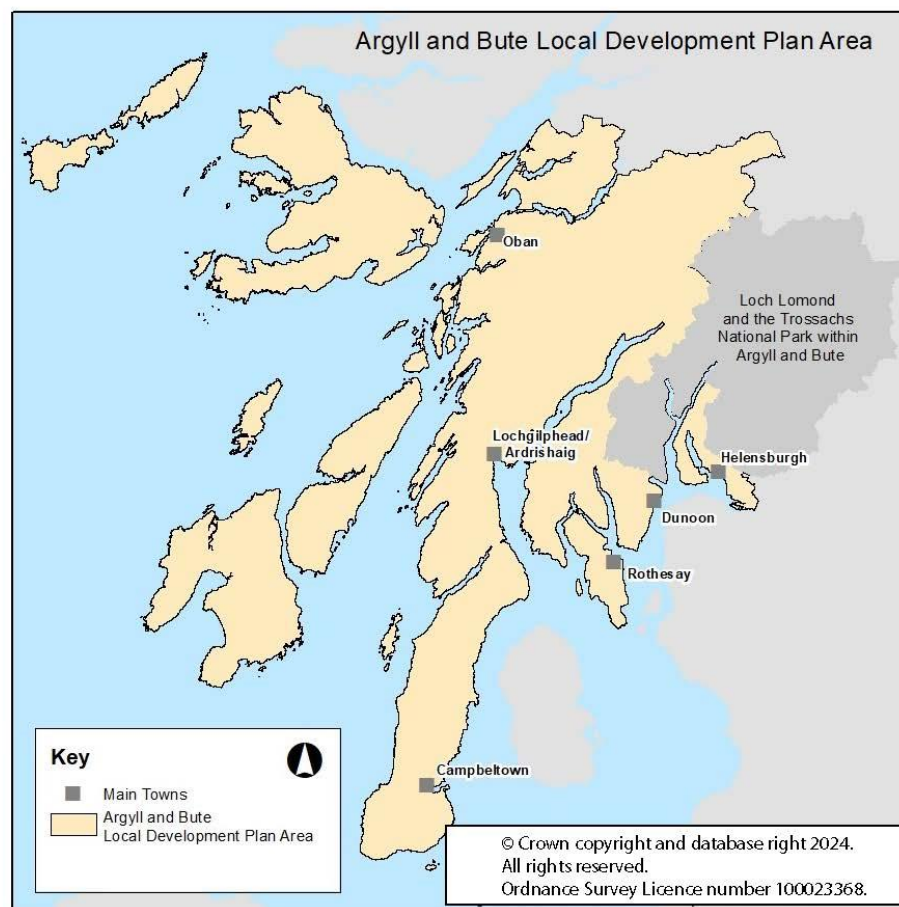 Argyll and Bute Local Development Plan Area
Oban
Loch Lomond
and the Trossachs
National Park within
Argyll and Bute
Lochgilphead/
Ardrishaig
Helensburgh
Dunoon
Rothesay
Campbeltown
Key
Main Towns
Argyll and Bute
Local Development Plan Area
© Crown copyright and database right 2024.
All rights reserved.
Ordnance Survey Licence number 100023368.